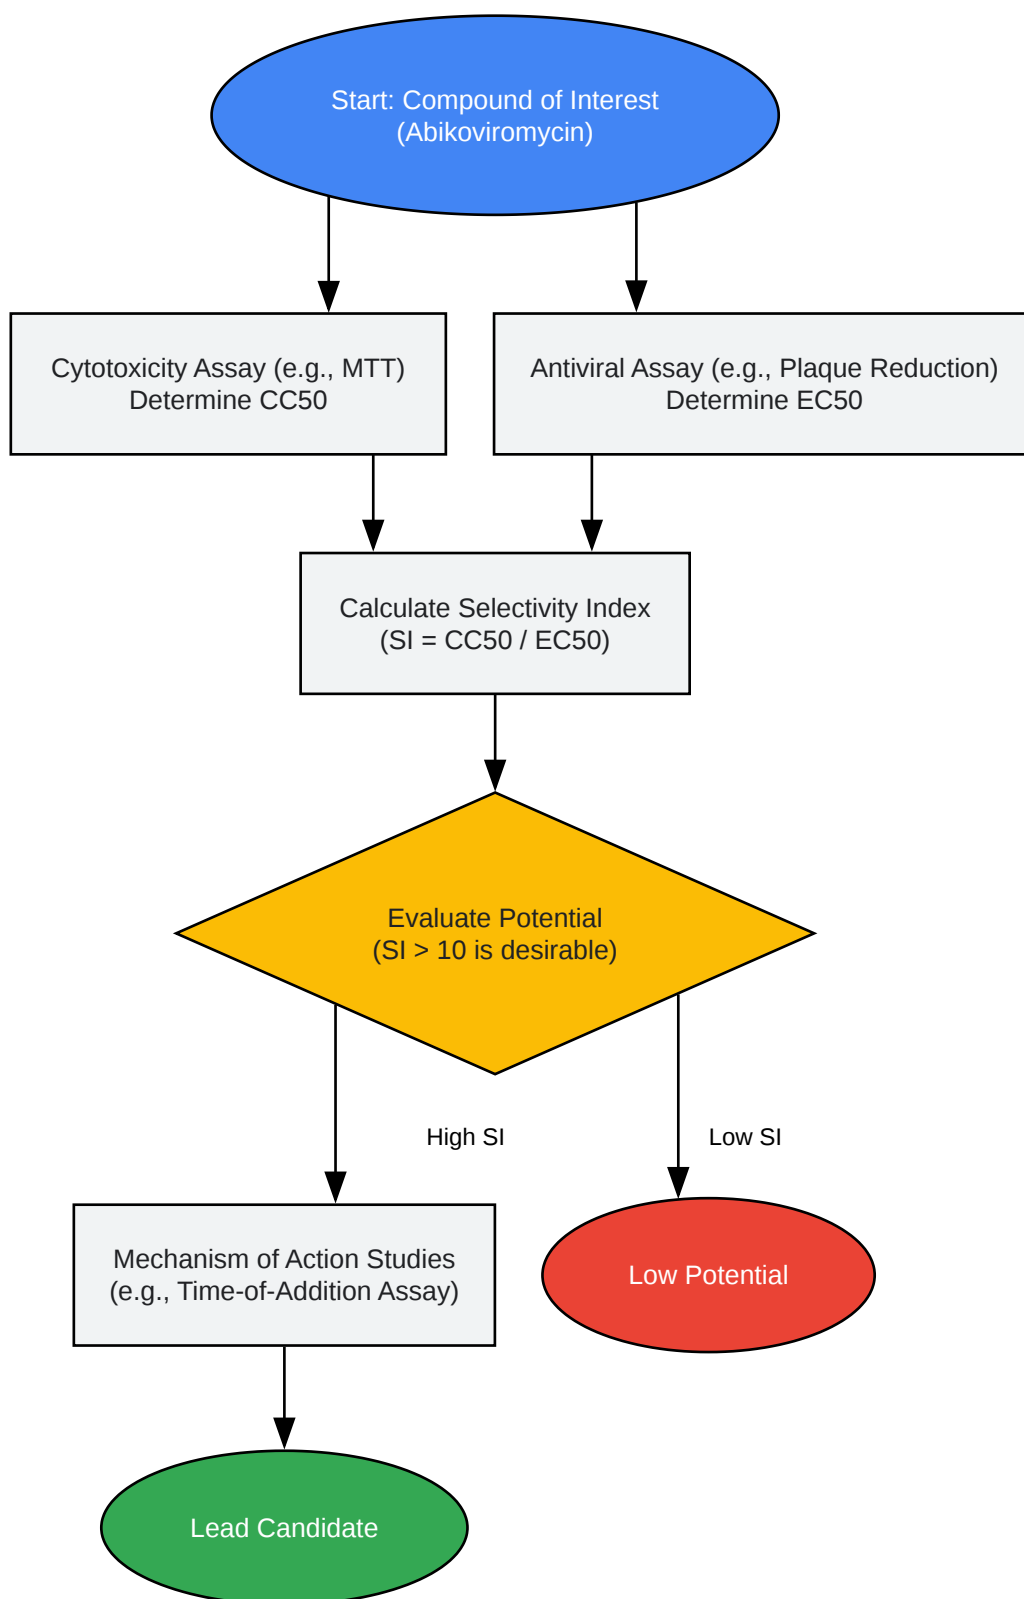 Start: Compound of Interest
(Abikoviromycin)
Cytotoxicity Assay (e.g., MTT)
Determine CC50
Antiviral Assay (e.g., Plaque Reduction)
Determine EC50
Calculate Selectivity Index
(SI = CC50 / EC50)
Evaluate Potential
(SI > 10 is desirable)
High SI
Low SI
Mechanism of Action Studies
(e.g., Time-of-Addition Assay)
Low Potential
Lead Candidate